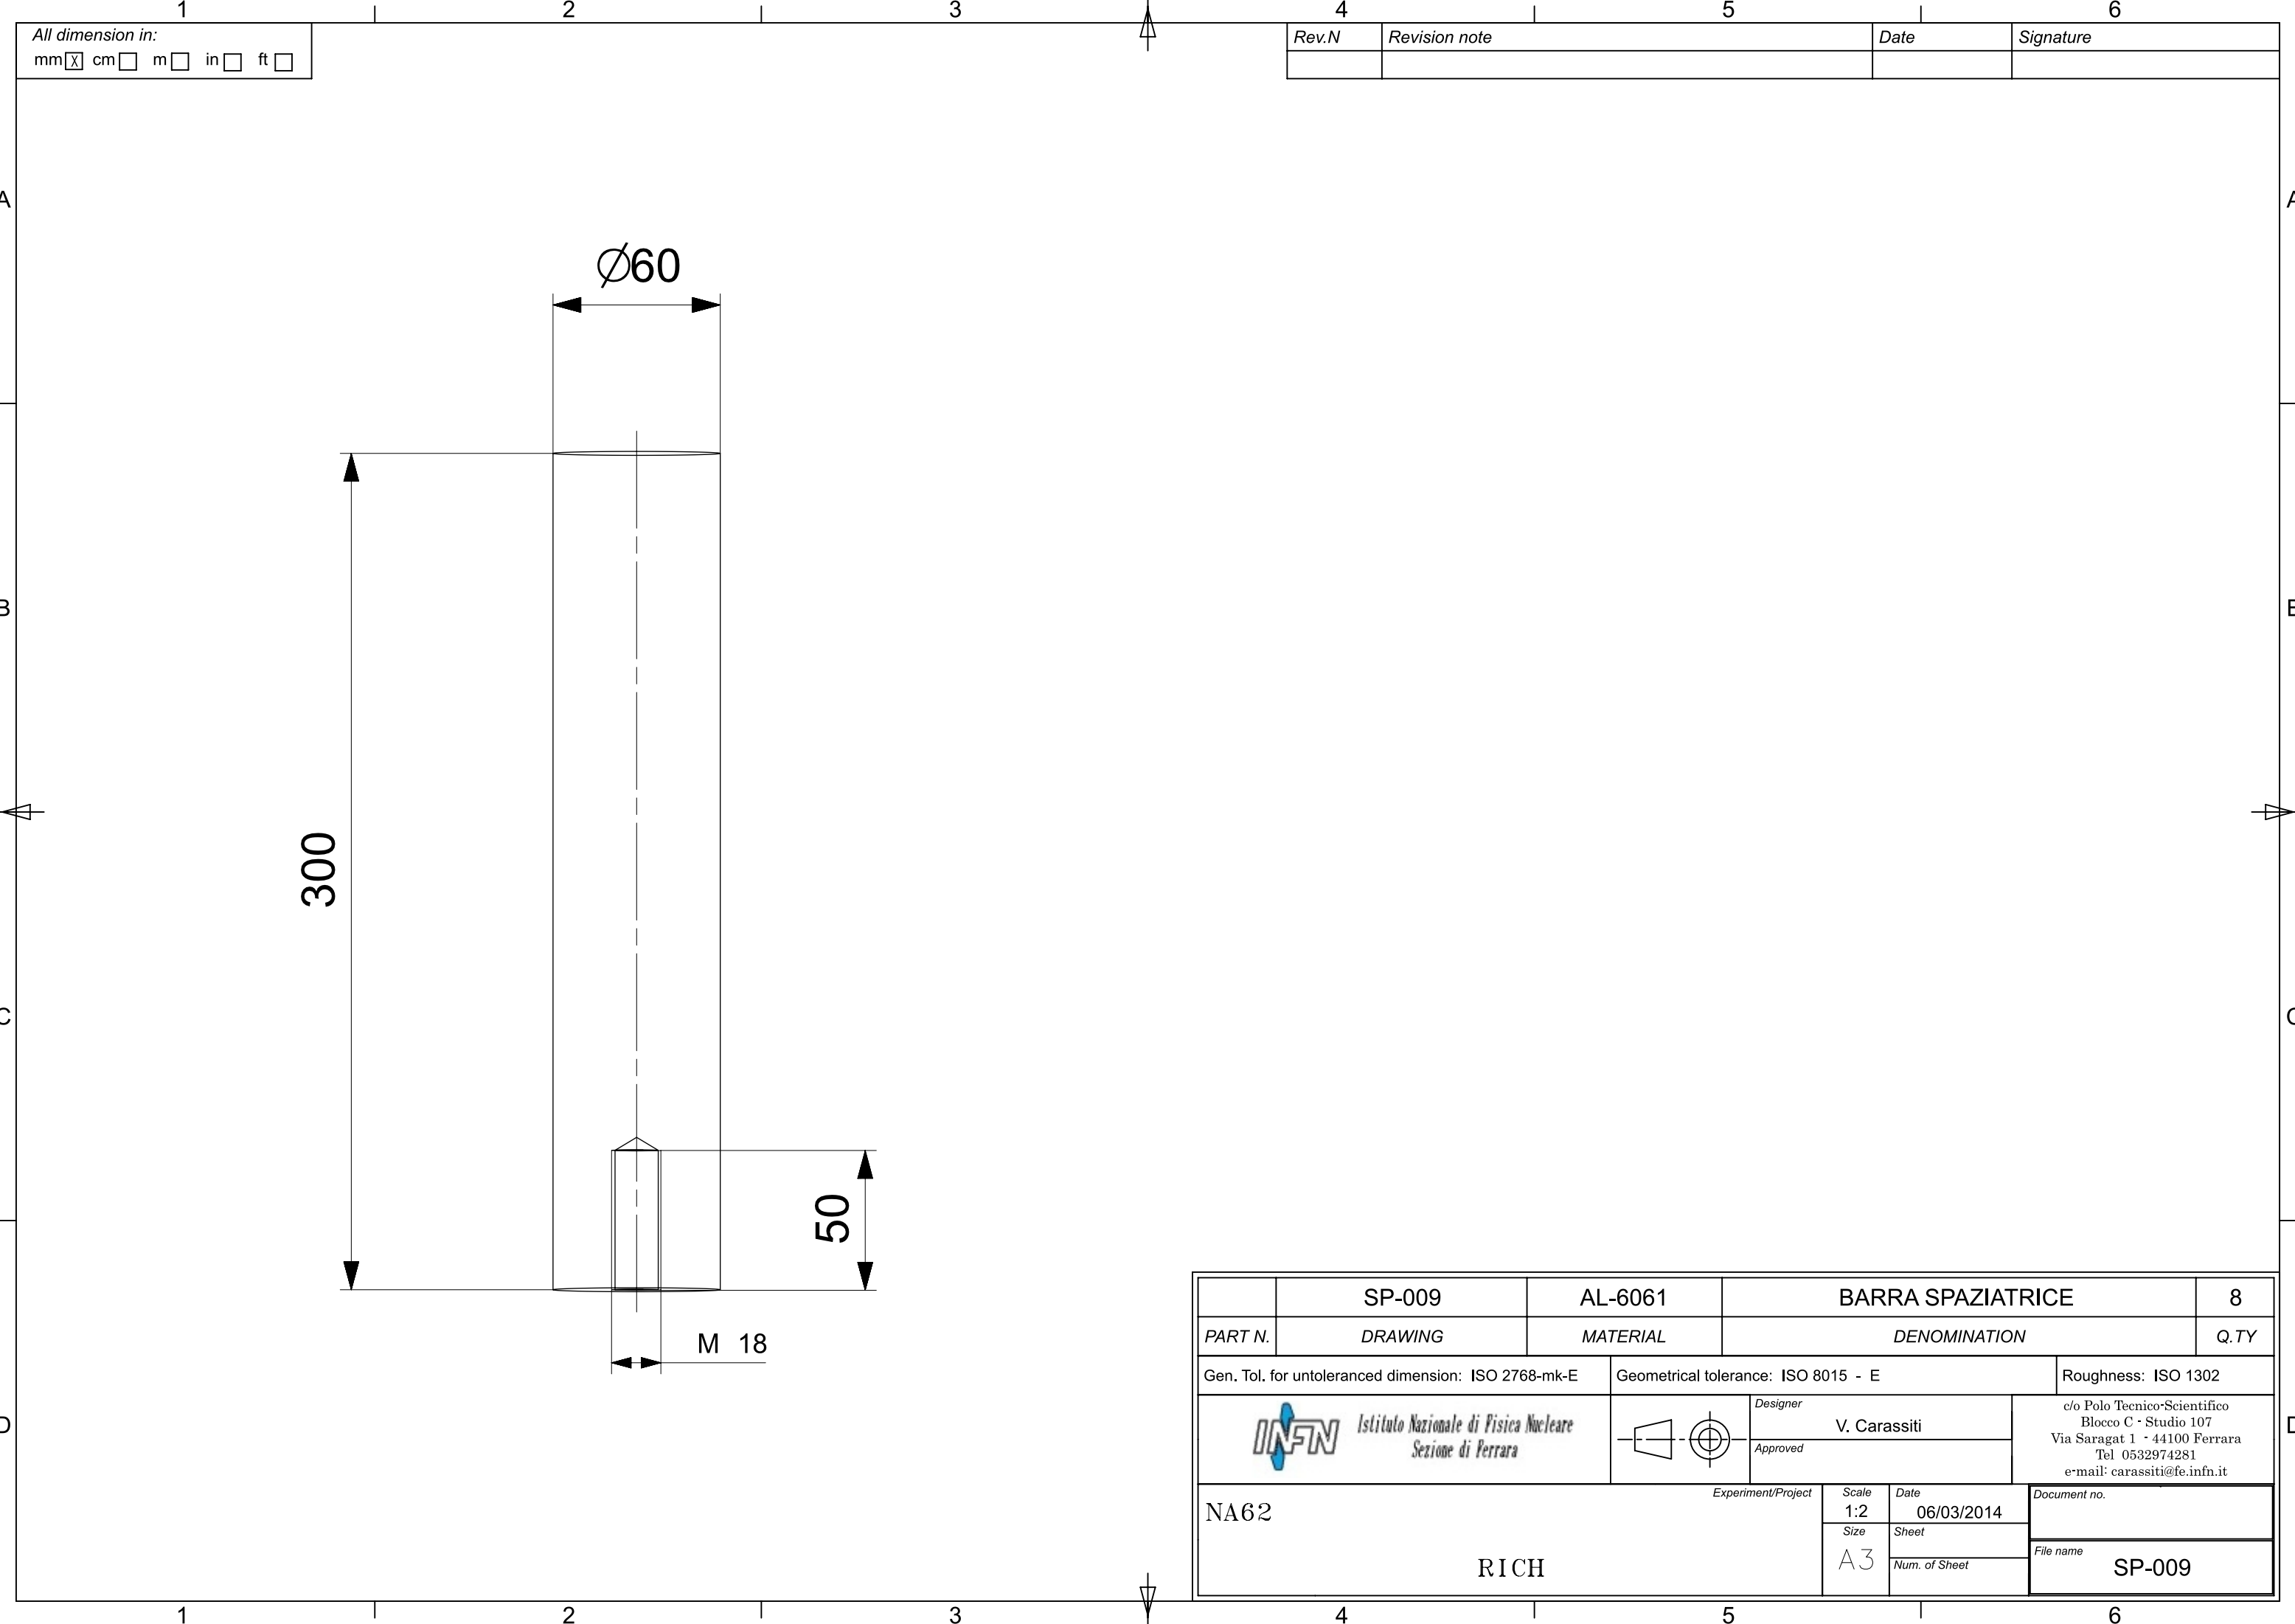 1 2 3 4 5 6
All dimension in:
mm X cm m in ft
Rev.N Revision note Date Signature
A A
Ø60
B B
300
C C
50
M 18
SP-009 AL-6061 BARRA SPAZIATRICE 8
PART N. DRAWING MATERIAL DENOMINATION Q.TY
Gen. Tol. for untoleranced dimension: ISO 2768-mk-E Geometrical tolerance: ISO 8015 - E Roughness: ISO 1302
D D
INFN
Istituto Nazionale di Fisica Nucleare
Sezione di Ferrara
Designer
V. Carassiti
Approved
c/o Polo Tecnico-Scientifico
Blocco C - Studio 107
Via Saragat 1 - 44100 Ferrara
Tel 0532974281
e-mail: carassiti@fe.infn.it
NA62
Experiment/Project
RICH
Scale
1:2
Date
06/03/2014
Document no.
Size
A3
Sheet
Num. of Sheet
File name
SP-009
1 2 3 4 5 6